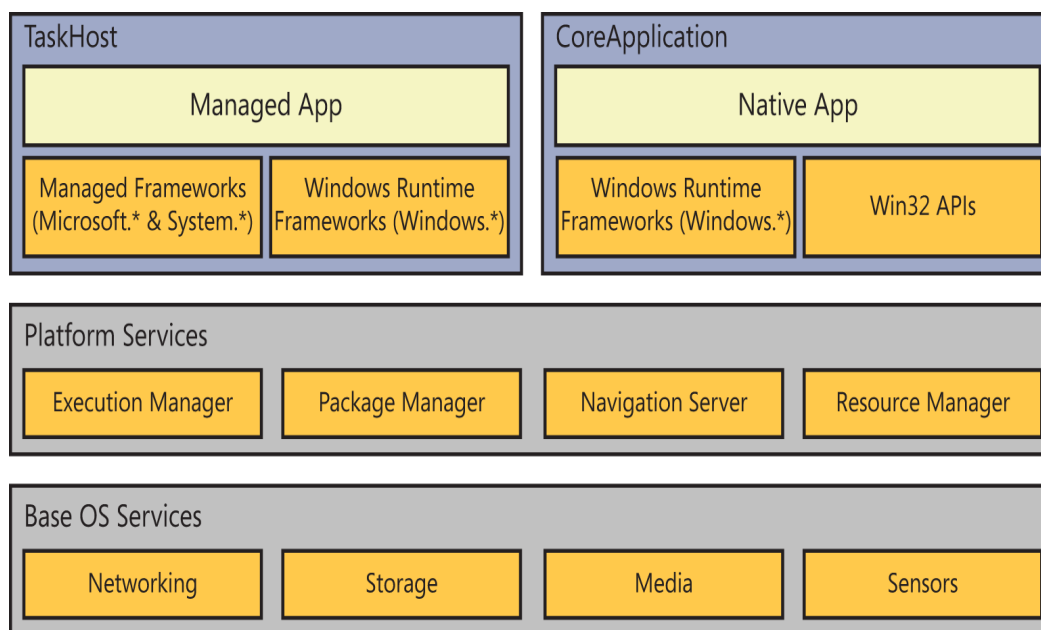 TaskHost
Managed App
Managed Frameworks
(Microsoft.* & System.*)
Windows Runtime
Frameworks (Windows.*)
CoreApplication
Native App
Windows Runtime
Frameworks (Windows.*)
Win32 APIs
Platform Services
Execution Manager
Package Manager
Navigation Server
Resource Manager
Base OS Services
Networking
Storage
Media
Sensors